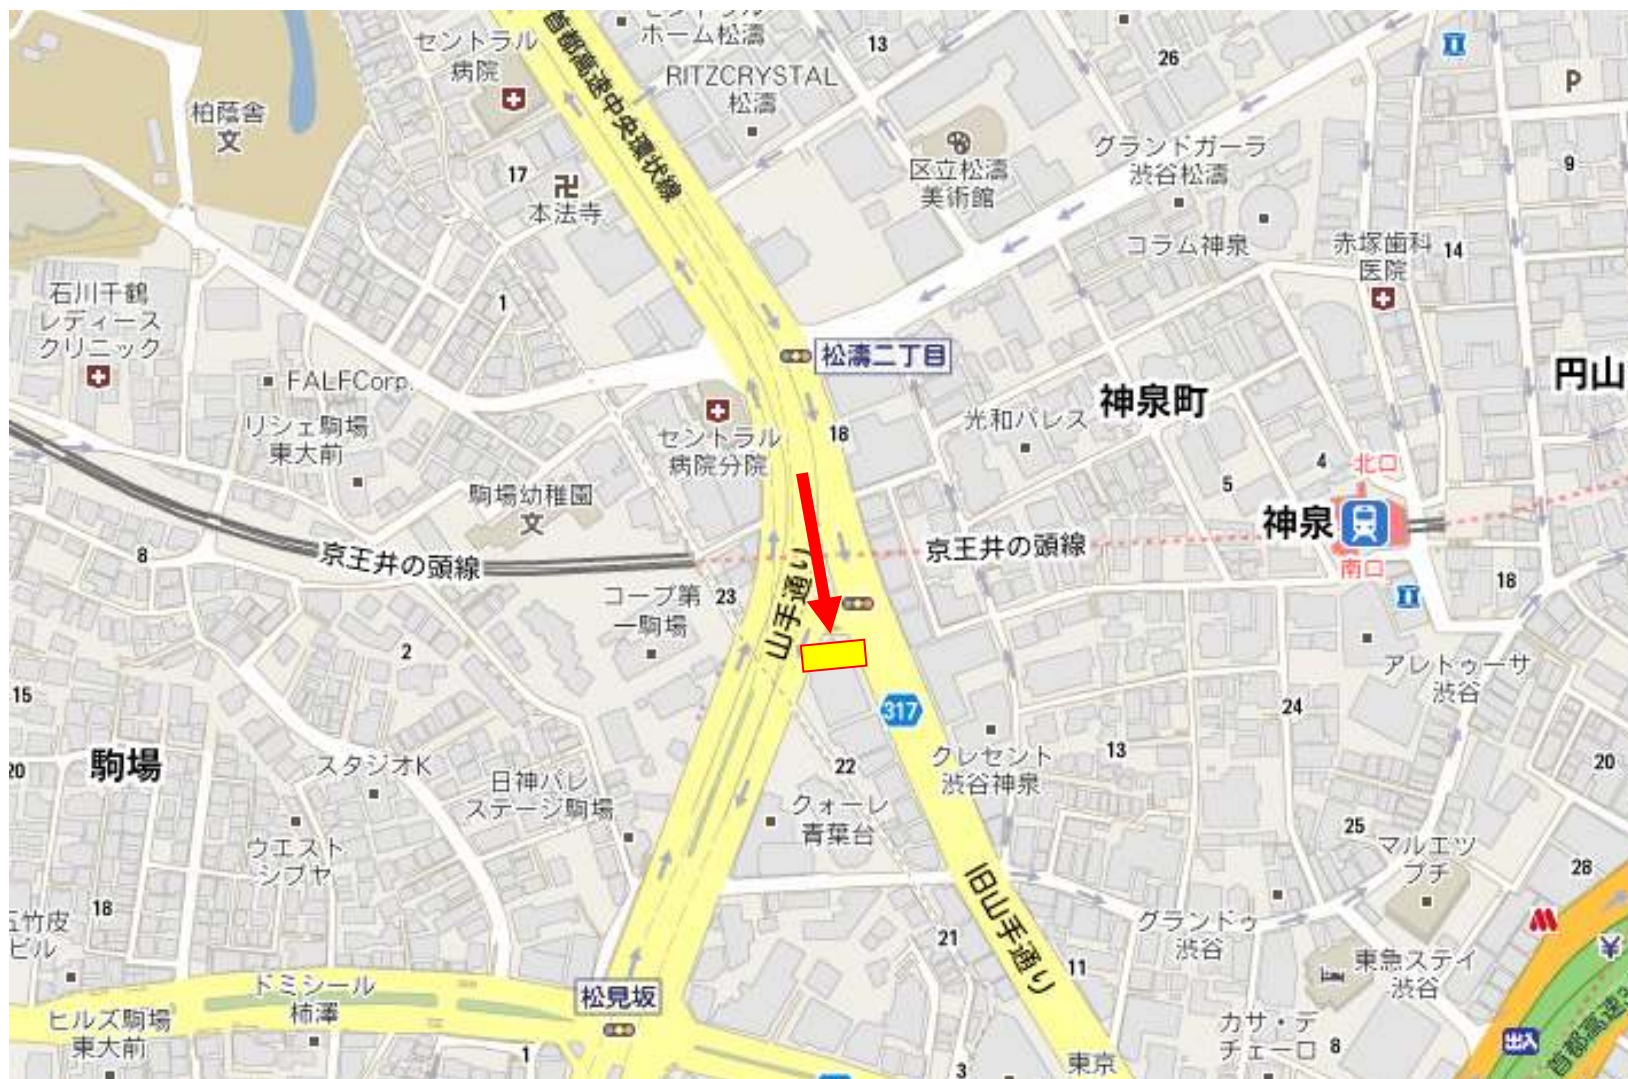 セントラル
病院
首都高速中央環状線
ホーム松濤
RITZCRYSTAL
松濤
13
26
P
柏蔭舎
文
区立松濤
美術館
グランドガーラ
渋谷松濤
9
17
卍
本法寺
コラム神泉
赤塚歯科
医院
14
石川千鶴
レディース
クリニック
1
松濤二丁目
FALFCorp.
円山
神泉町
光和パレス
リシェ駒場
東大前
セントラル
病院分院
18
4
北口
5
駒場幼稚園
文
神泉
京王井の頭線
京王井の頭線
南口
8
山手通り
コープ第
一駒場
23
18
2
アレトゥーサ
渋谷
15
317
24
駒場
20
スタジオK
日神パレ
ステージ駒場
22
クレセント
渋谷神泉
13
20
クォーレ
青葉台
25
マルエツ
プチ
ウエスト
シブヤ
28
旧山手通り
18
竹皮
ビル
グランドゥ
渋谷
21
11
¥
東急ステイ
渋谷
ドミシール
柿澤
松見坂
ヒルズ駒場
東大前
カサ・デ
チェーロ
8
出入
首都高速3
1
3
東京